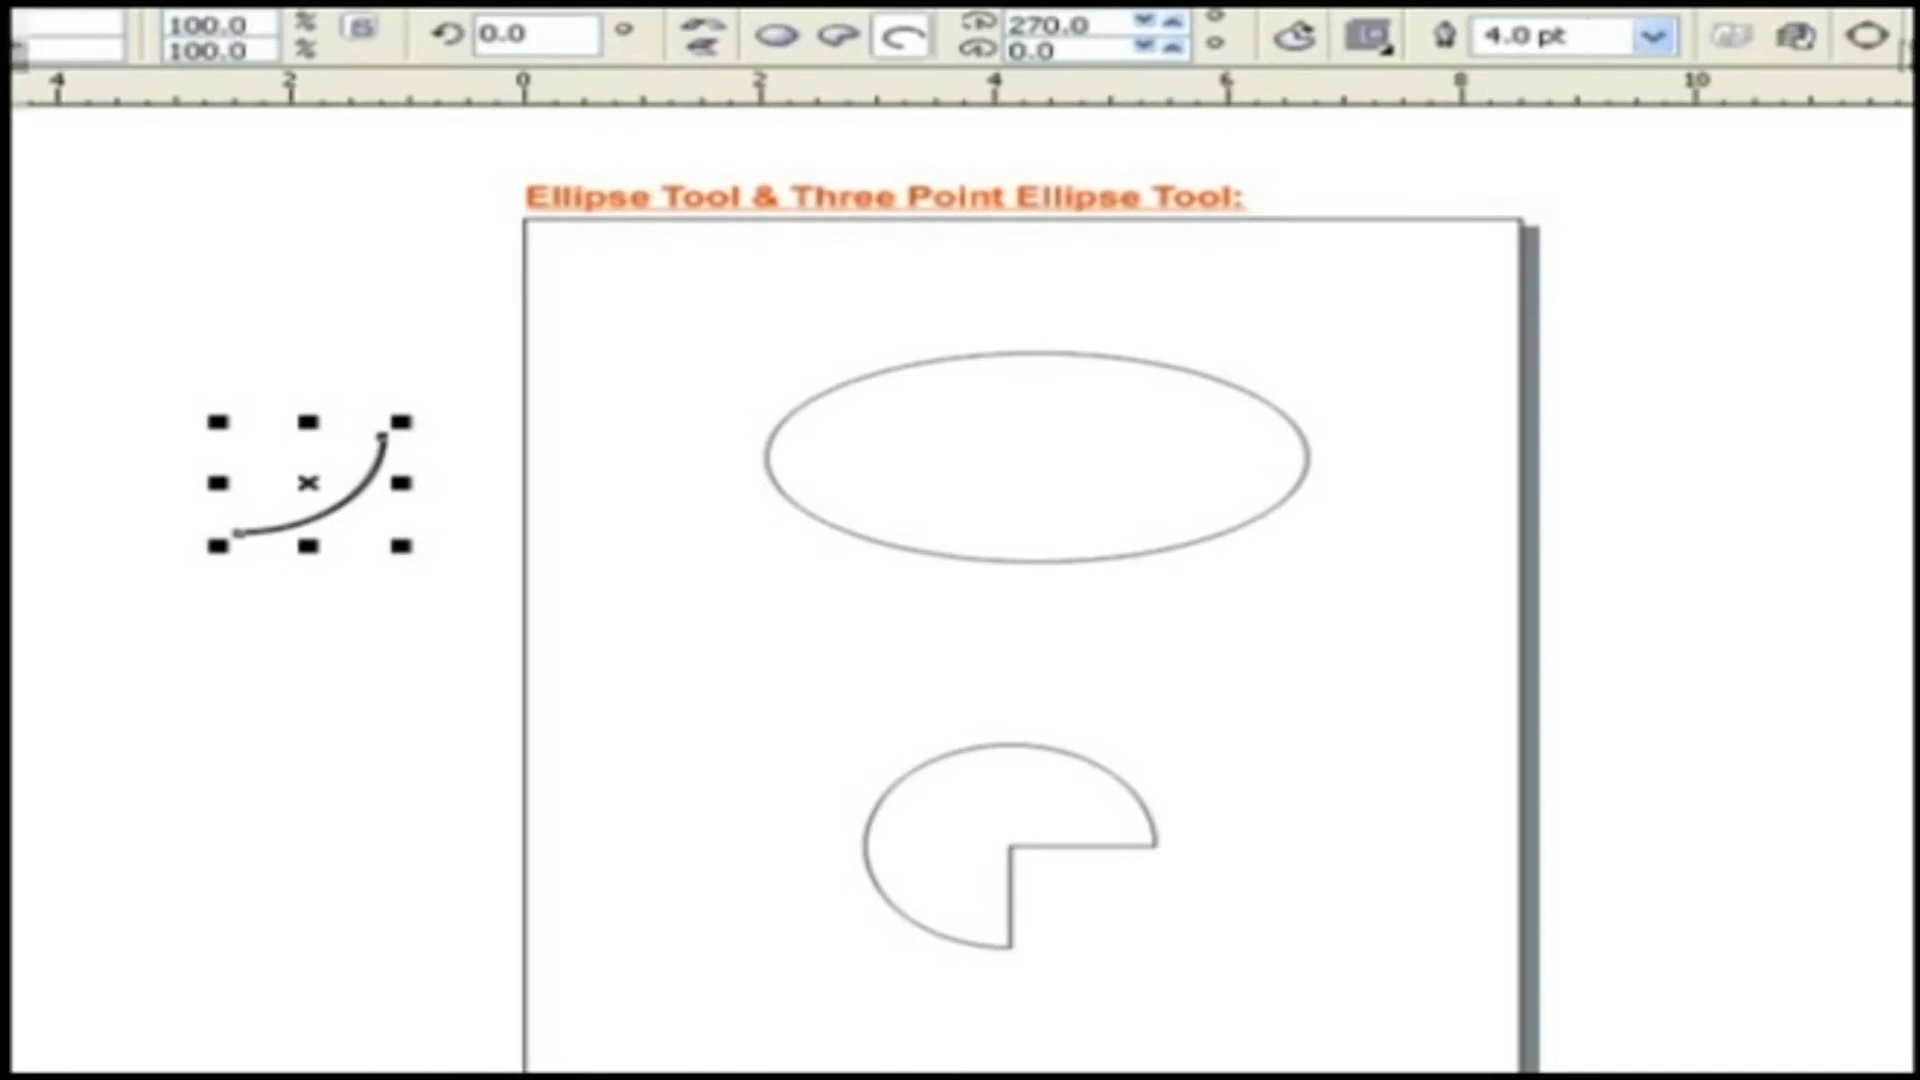 100.0 % 0.0 270.0 4.0 pt
100.0 % 0.0
4 2 0 2 4 6 8 10
Ellipse Tool & Three Point Ellipse Tool: